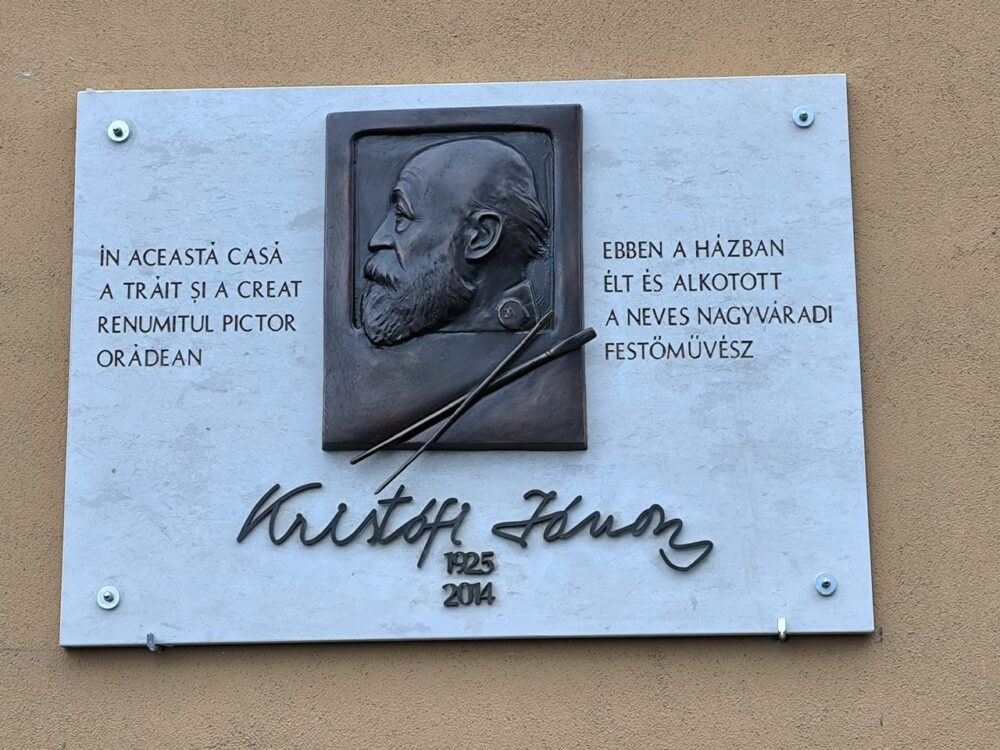 ÎN ACEASTĂ CASĂ
A TRĂIT ȘI A CREAT
RENUMITUL PICTOR
ORĂDEAN
EBBEN A HÁZBAN
ÉLT ÉS ALKOTOTT
A NEVES NAGYVÁRADI
FESTŐMŰVÉSZ
Kristófi János
1925
2014